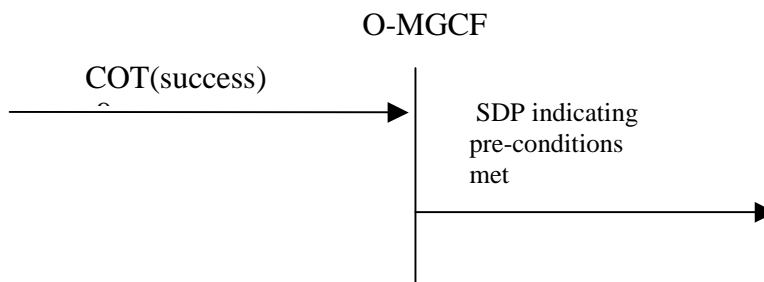 O-MGCF
COT(success)
SDP indicating
pre-conditions
met